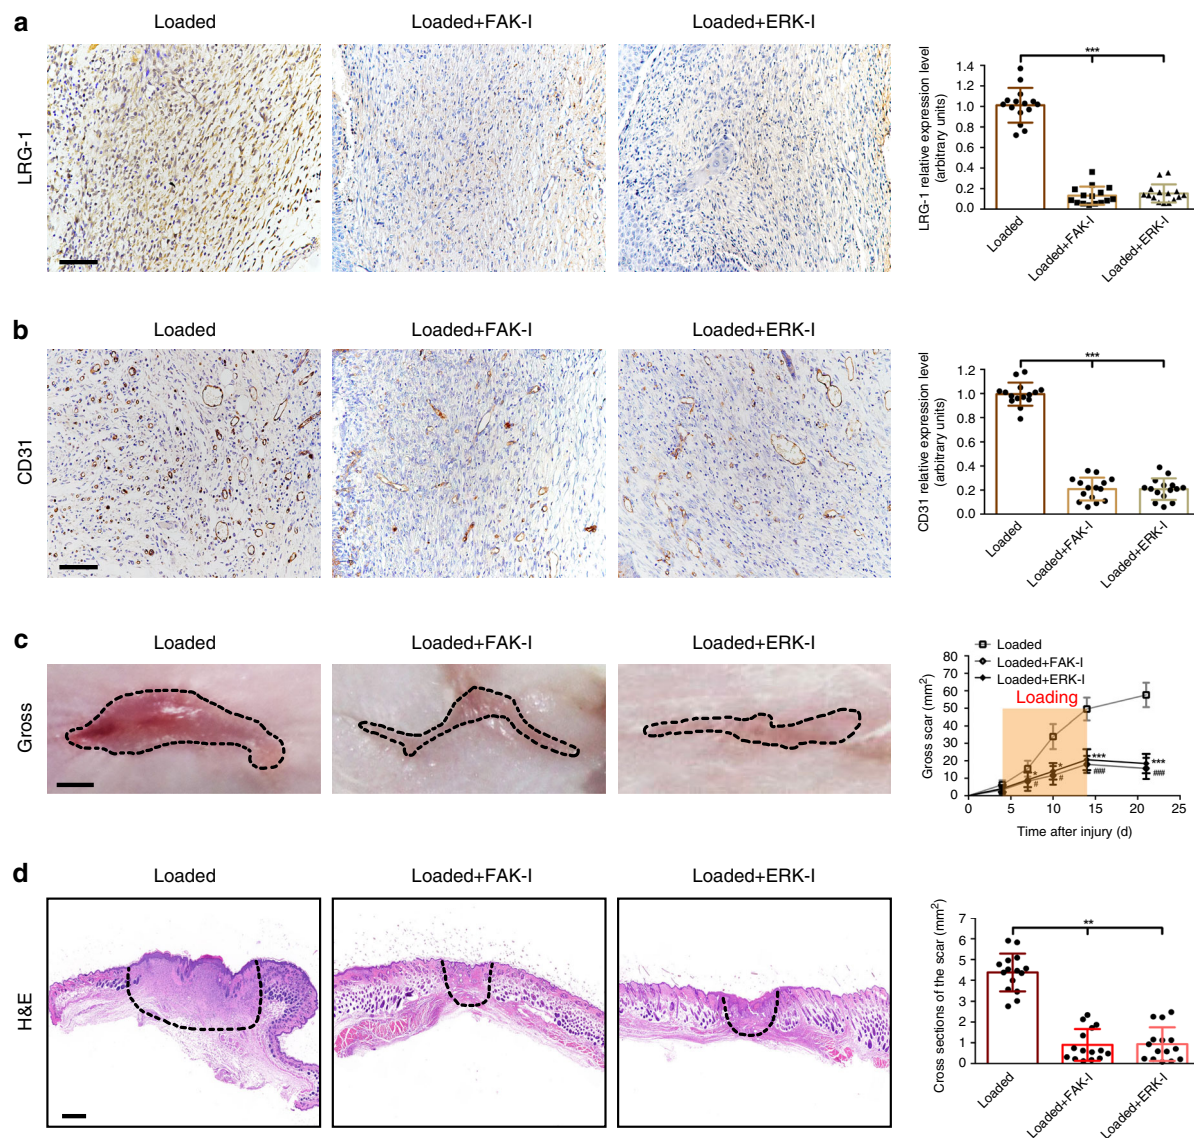 a
Loaded
Loaded+FAK-I
Loaded+ERK-I
LRG-1
LRG-1 relative expression level
(arbitrary units)
1.4
1.2
1.0
0.8
0.6
0.4
0.2
0.0
***
Loaded
Loaded+FAK-I
Loaded+ERK-I
b
Loaded
Loaded+FAK-I
Loaded+ERK-I
CD31
CD31 relative expression level
(arbitrary units)
1.2
1.0
0.8
0.6
0.4
0.2
0.0
***
Loaded
Loaded+FAK-I
Loaded+ERK-I
c
Loaded
Loaded+FAK-I
Loaded+ERK-I
Gross
Gross scar (mm²)
80
70
60
50
40
30
20
10
0
Loaded
Loaded+FAK-I
Loaded+ERK-I
Loading
*
#
*
#
***
###
***
###
0 5 10 15 20 25
Time after injury (d)
d
Loaded
Loaded+FAK-I
Loaded+ERK-I
H&E
Cross sections of the scar (mm²)
7
6
5
4
3
2
1
0
**
Loaded
Loaded+FAK-I
Loaded+ERK-I